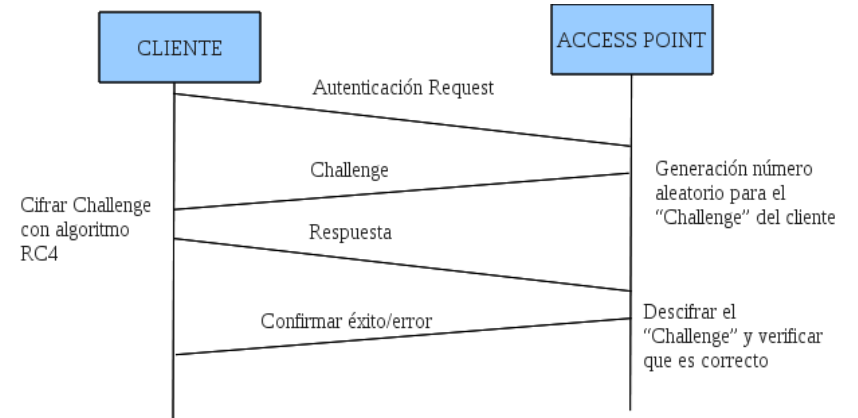 CLIENTE
ACCESS POINT
Autenticación Request
Challenge
Generación número
aleatorio para el
“Challenge” del cliente
Cifrar Challenge
con algoritmo
RC4
Respuesta
Confirmar éxito/error
Descifrar el
“Challenge” y verificar
que es correcto